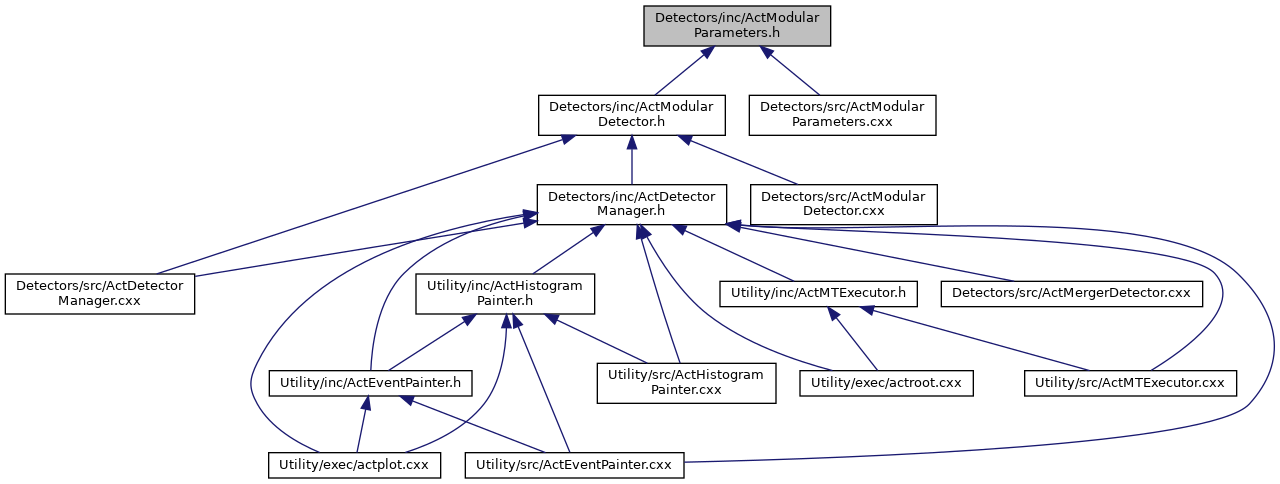 Detectors/inc/ActModular
Parameters.h
Detectors/inc/ActModular
Detector.h
Detectors/src/ActModular
Parameters.cxx
Detectors/inc/ActDetector
Manager.h
Detectors/src/ActModular
Detector.cxx
Detectors/src/ActDetector
Manager.cxx
Utility/inc/ActHistogram
Painter.h
Utility/inc/ActMTExecutor.h
Detectors/src/ActMergerDetector.cxx
Utility/inc/ActEventPainter.h
Utility/src/ActHistogram
Painter.cxx
Utility/exec/actroot.cxx
Utility/src/ActMTExecutor.cxx
Utility/exec/actplot.cxx
Utility/src/ActEventPainter.cxx